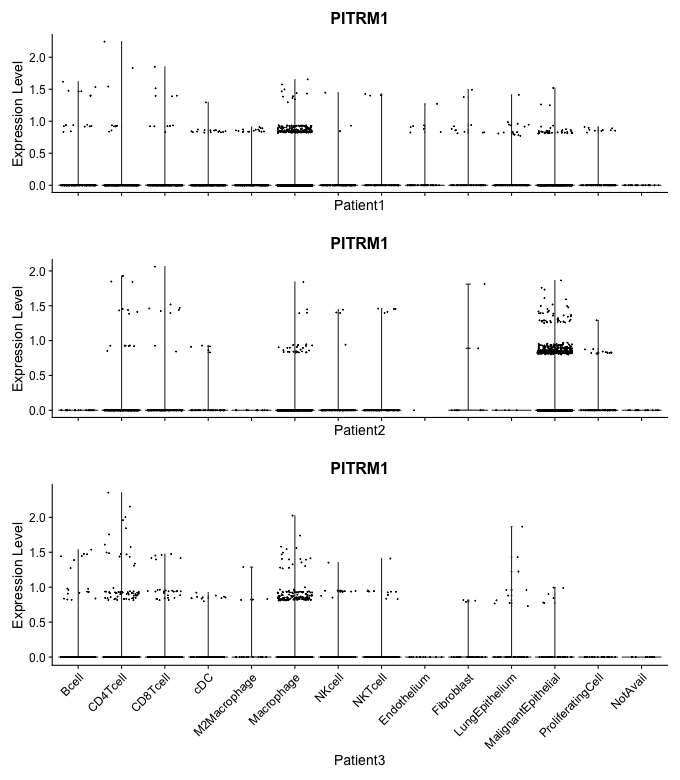 PITRM1
Expression Level
2.0
1.5
1.0
0.5
0.0
Patient1
PITRM1
Expression Level
2.0
1.5
1.0
0.5
0.0
Patient2
PITRM1
Expression Level
2.0
1.5
1.0
0.5
0.0
Bcell
CD4Tcell
CD8Tcell
cDC
M2Macrophage
Macrophage
NKcell
NKTcell
Endothelium
Fibroblast
LungEpithelium
MalignantEpithelial
ProliferatingCell
NotAvail
Patient3